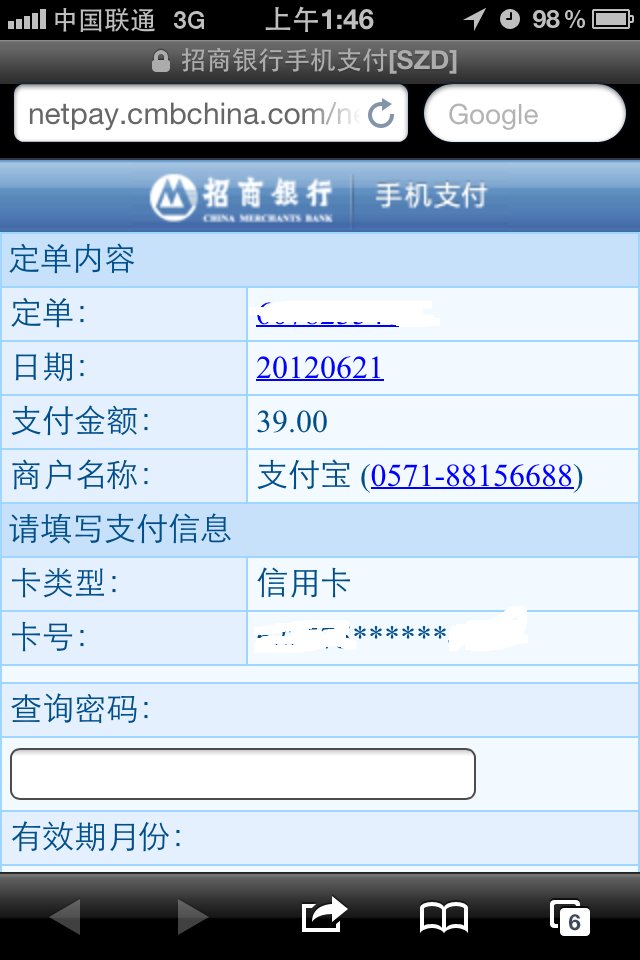 中国联通 3G 上午1:46 98%
招商银行手机支付[SZD]
netpay.cmbchina.com/ne Google
招商银行 手机支付
CHINA MERCHANTS BANK
定单内容
定单:
日期: 20120621
支付金额: 39.00
商户名称: 支付宝 (0571-88156688)
请填写支付信息
卡类型: 信用卡
卡号: *******
查询密码:
有效期月份:
6